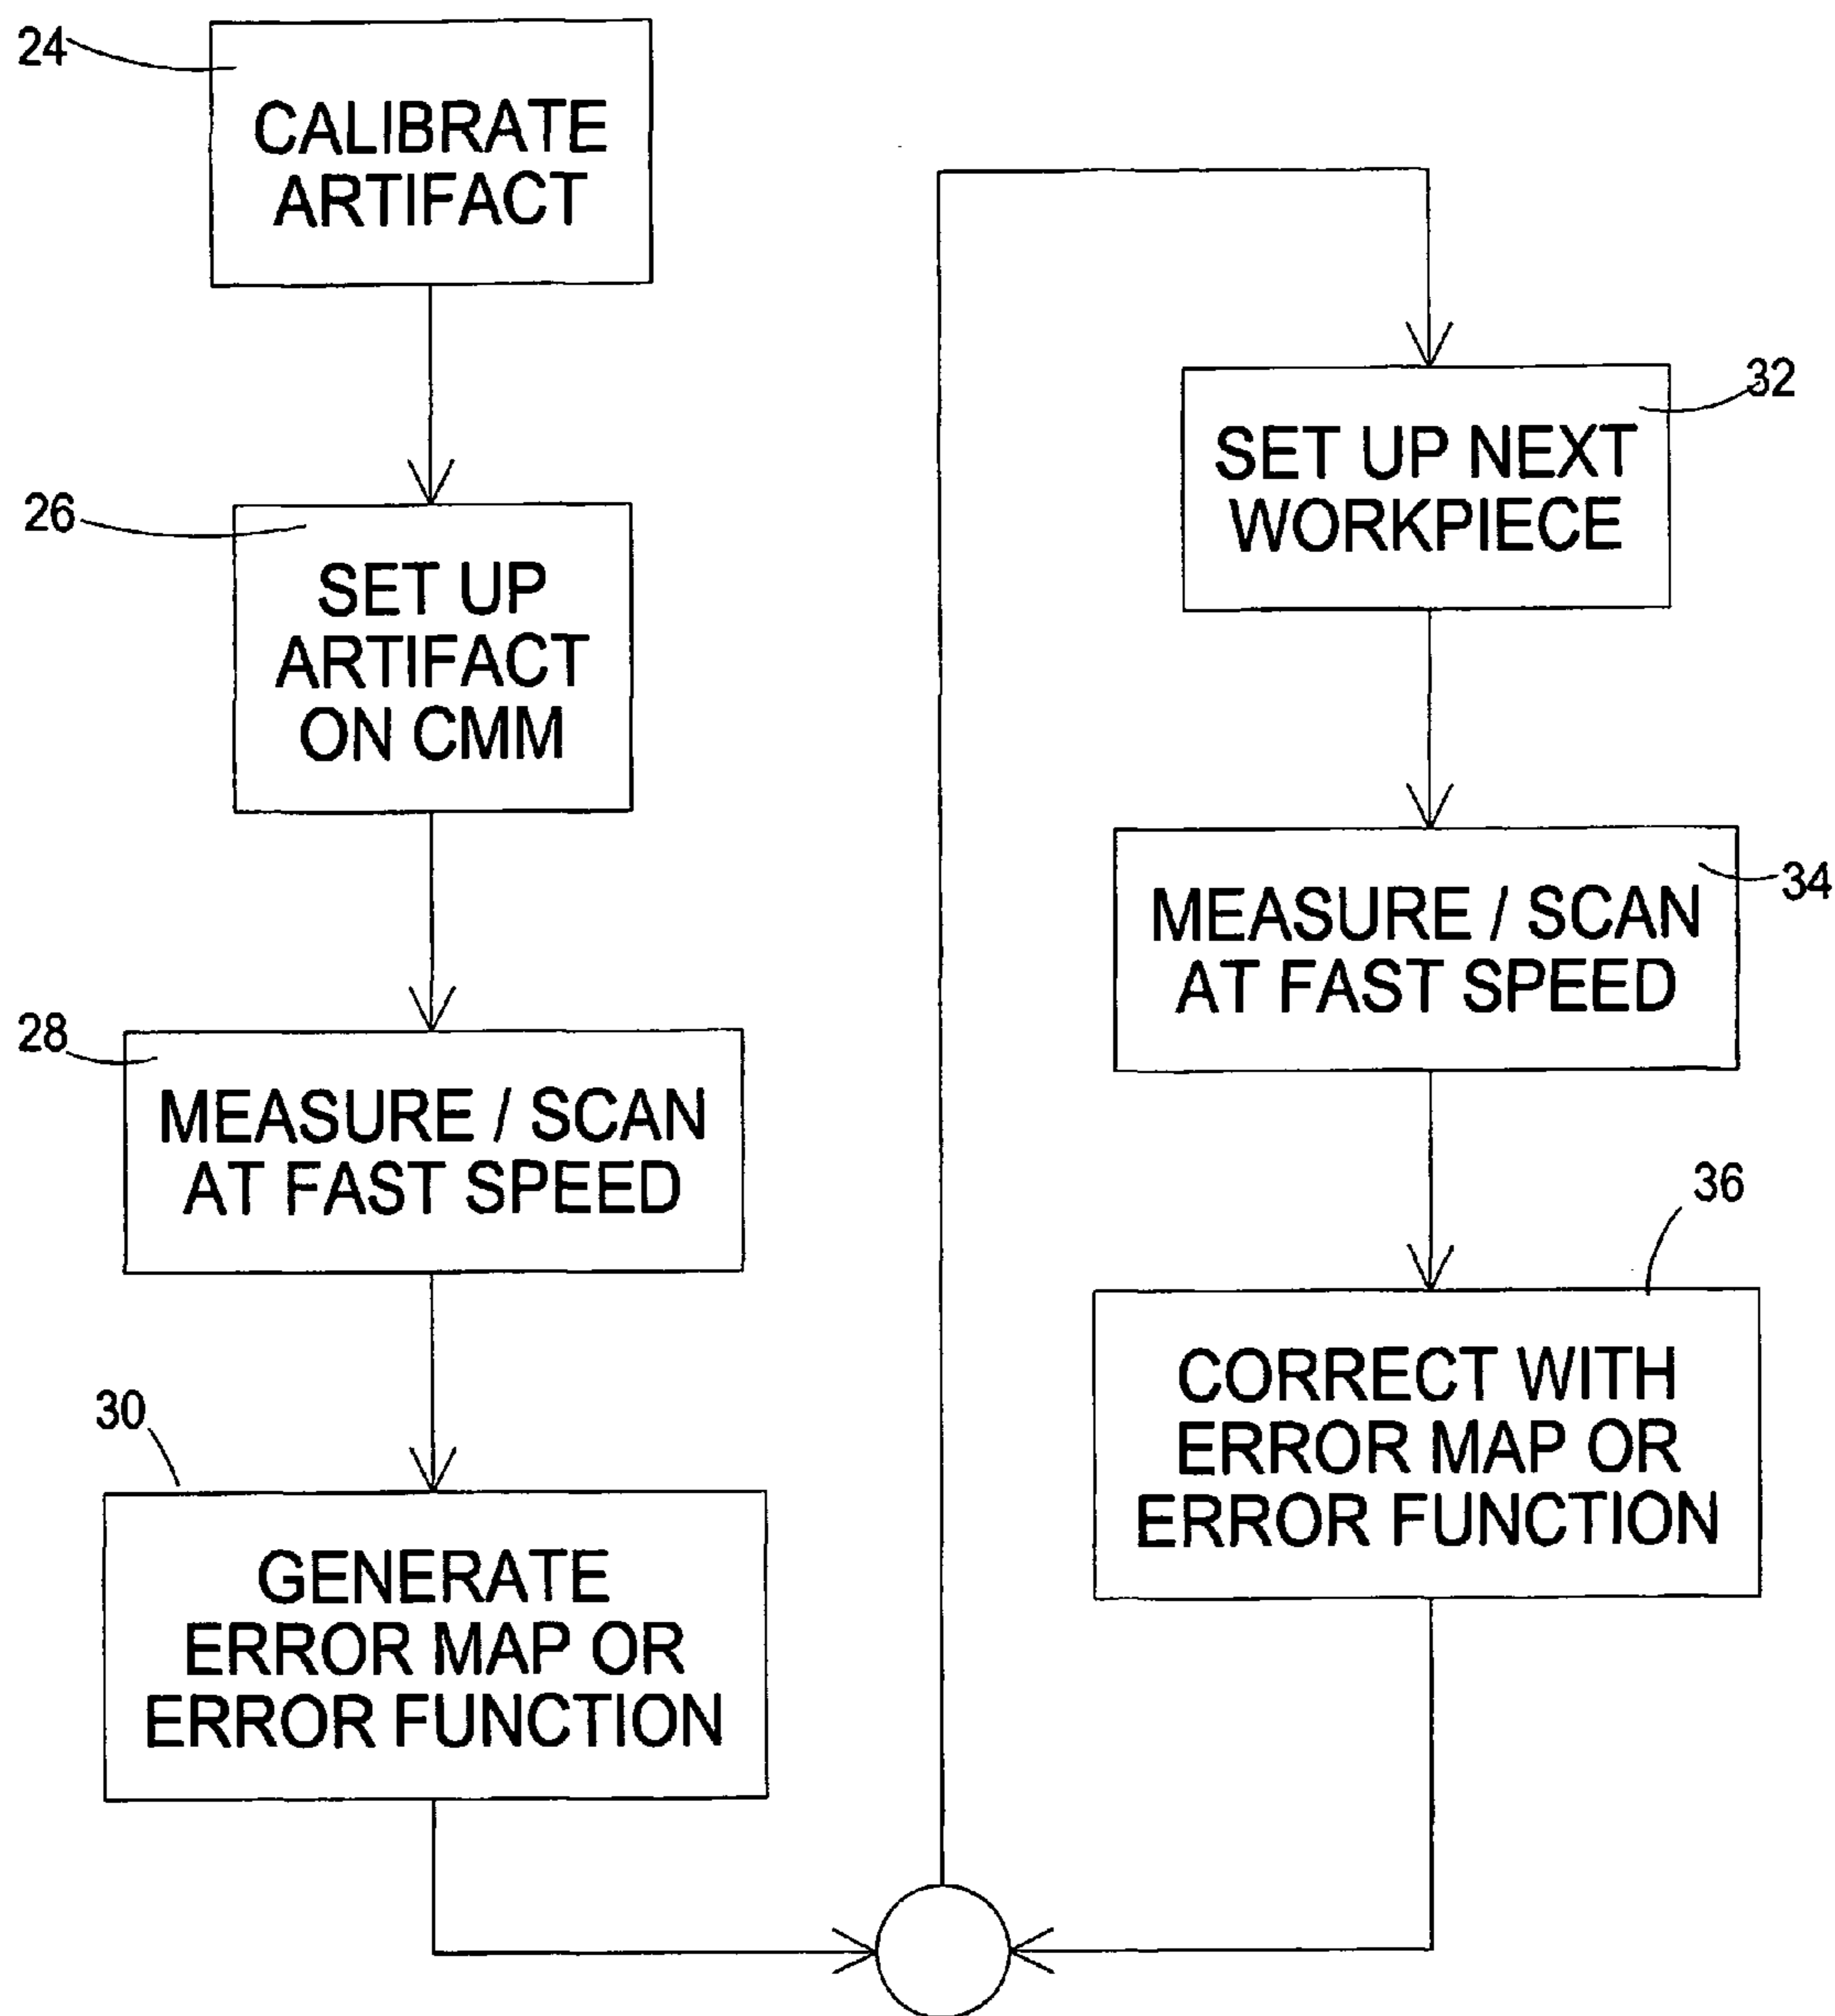 24
CALIBRATE
ARTIFACT
26
SET UP
ARTIFACT
ON CMM
28
MEASURE / SCAN
AT FAST SPEED
30
GENERATE
ERROR MAP OR
ERROR FUNCTION
32
SET UP NEXT
WORKPIECE
34
MEASURE / SCAN
AT FAST SPEED
36
CORRECT WITH
ERROR MAP OR
ERROR FUNCTION